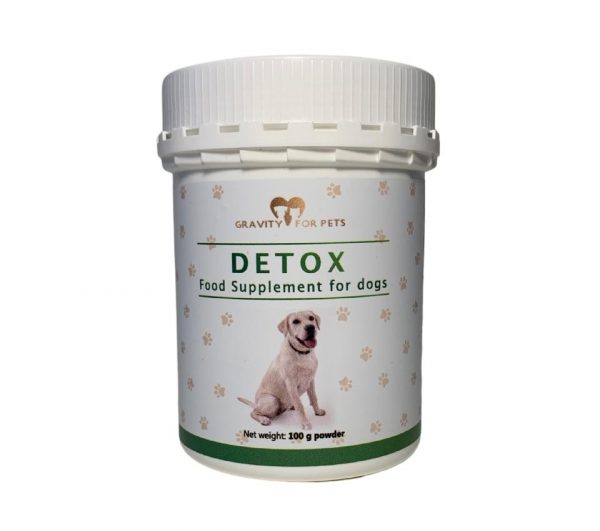 GRAVITY FOR PETS
DETOX
Food Supplement for dogs
Net weight: 100 g powder